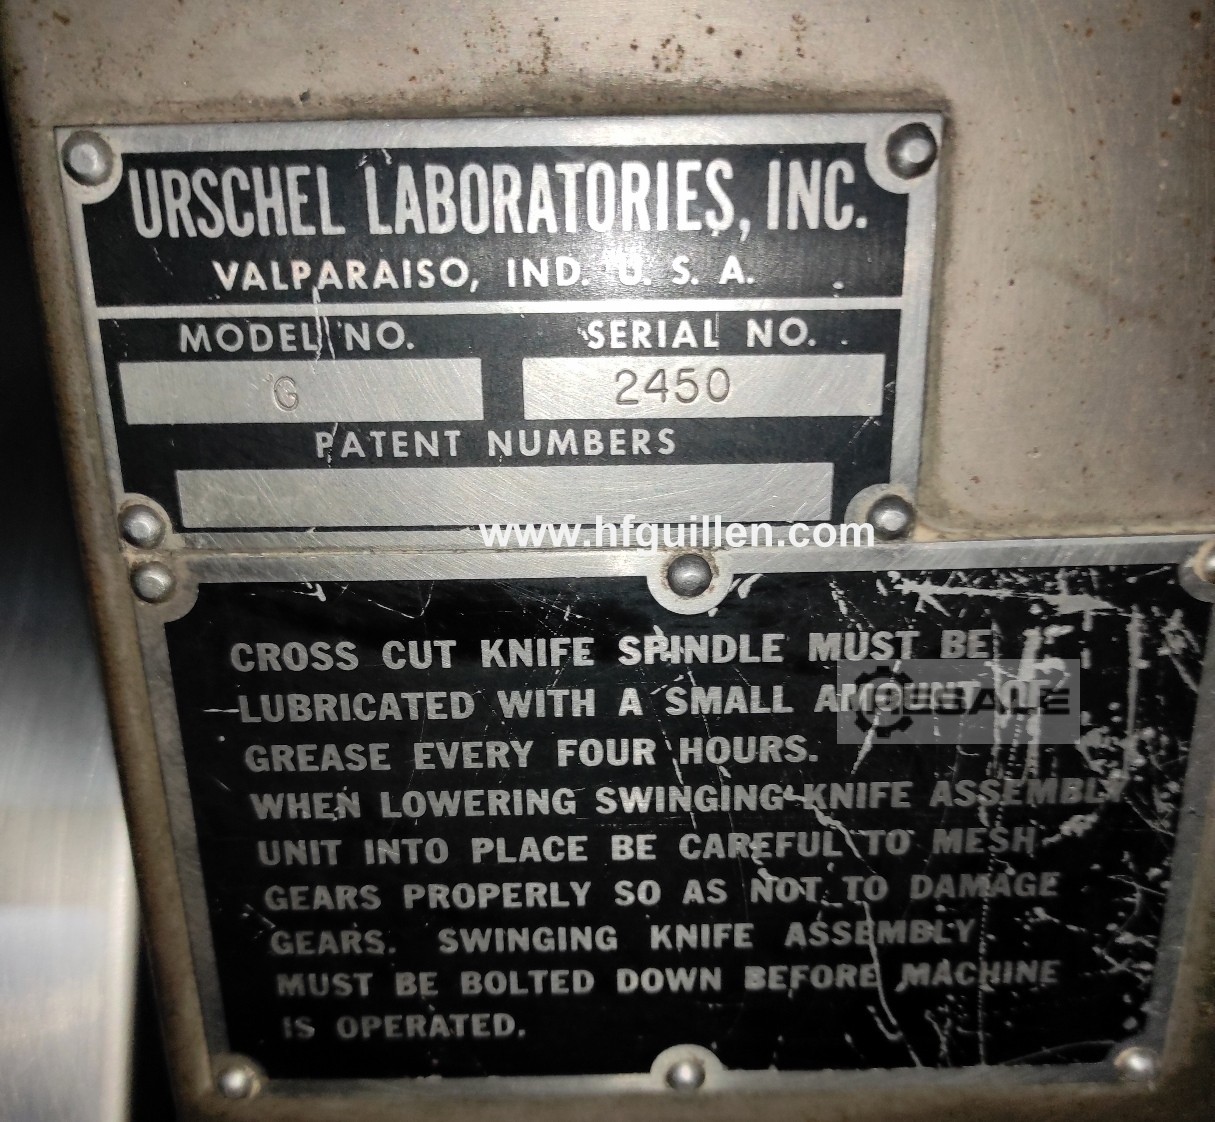 URSCHEL LABORATORIES, INC.
VALPARAISO, IND. U. S. A.
MODEL NO. SERIAL NO.
G 2450
PATENT NUMBERS
www.hfquillen.com
CROSS CUT KNIFE SPINDLE MUST BE
LUBRICATED WITH A SMALL AMOUNT
ESALE
GREASE EVERY FOUR HOURS.
WHEN LOWERING SWINGING KNIFE ASSEMBLY
UNIT INTO PLACE BE CAREFUL TO MESH
GEARS PROPERLY SO AS NOT TO DAMAGE
GEARS. SWINGING KNIFE ASSEMBLY
MUST BE BOLTED DOWN BEFORE MACHINE
IS OPERATED.